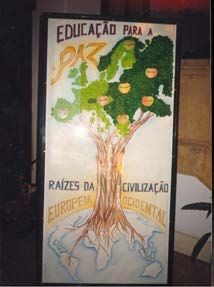 EDUCAÇÃO PARA A
PAZ
RAÍZES DA CIVILIZAÇÃO
EUROPEIA OCIDENTAL